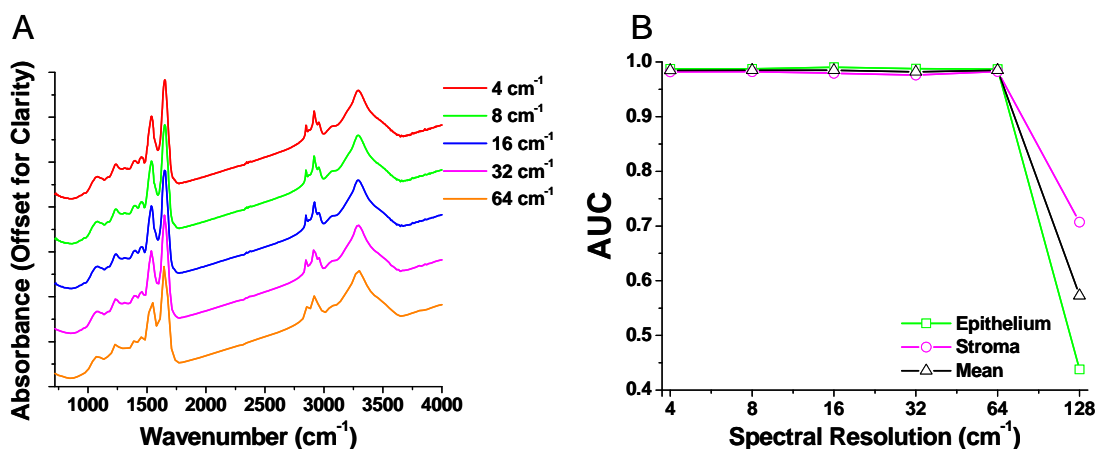 A
Absorbance (Offset for Clarity)
4 cm-1
8 cm-1
16 cm-1
32 cm-1
64 cm-1
1000 1500 2000 2500 3000 3500 4000
Wavenumber (cm-1)
B
AUC
1.0
0.9
0.8
0.7
0.6
0.5
0.4
Epithelium
Stroma
Mean
4 8 16 32 64 128
Spectral Resolution (cm-1)